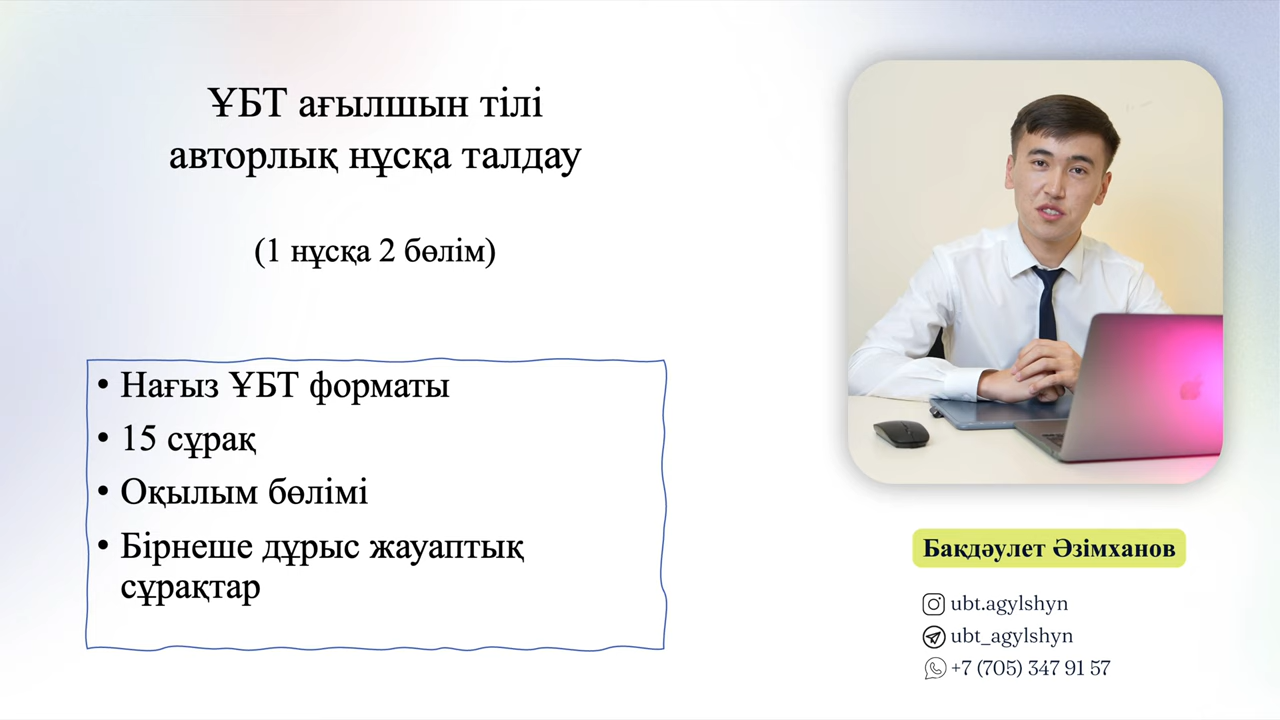 ҰБТ ағылшын тілі
авторлық нұсқа талдау
(1 нұсқа 2 бөлім)
• Нағыз ҰБТ форматы
• 15 сұрақ
• Оқылым бөлімі
• Бірнеше дұрыс жауаптық
сұрақтар
Бақдәулет Әзімханов
ubt.agylshyn
ubt_agylshyn
+7 (705) 347 91 57